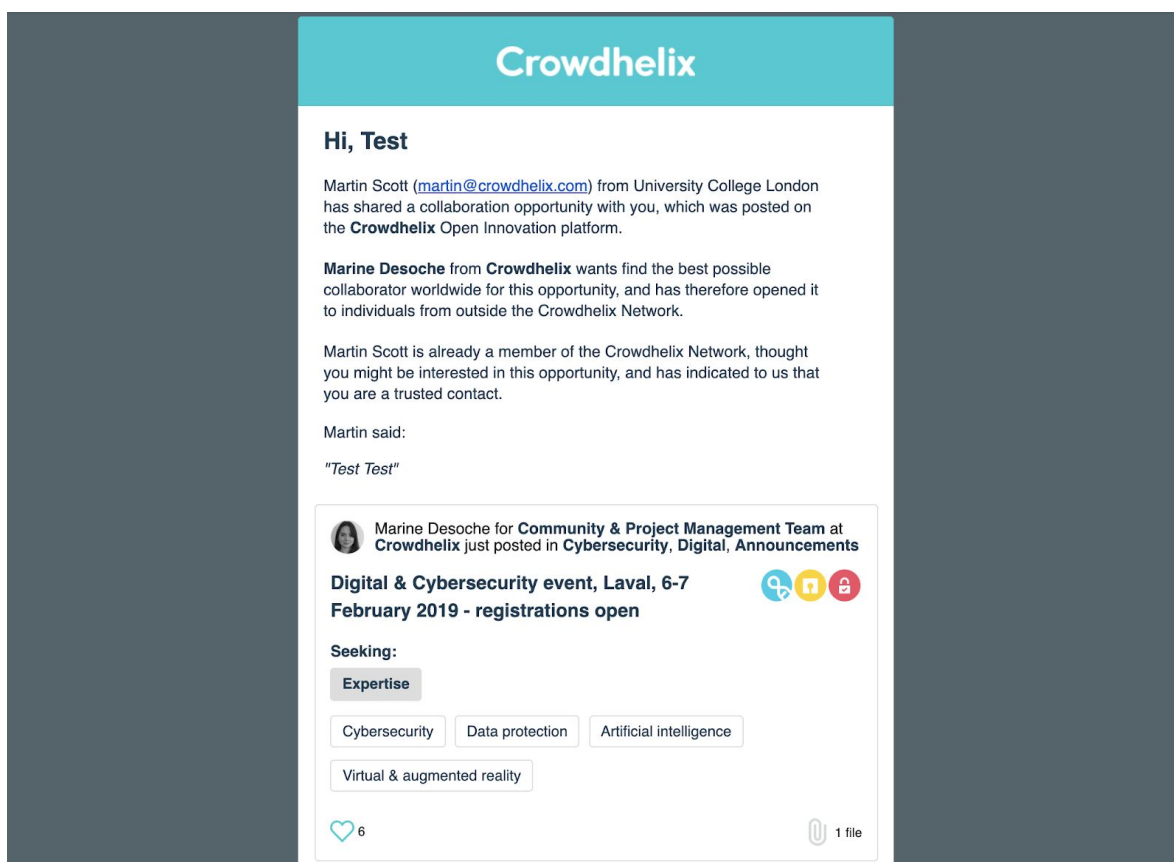 Crowdhelix
Hi, Test
Martin Scott (martin@crowdhelix.com) from University College London
has shared a collaboration opportunity with you, which was posted on
the Crowdhelix Open Innovation platform.
Marine Desoche from Crowdhelix wants find the best possible
collaborator worldwide for this opportunity, and has therefore opened it
to individuals from outside the Crowdhelix Network.
Martin Scott is already a member of the Crowdhelix Network, thought
you might be interested in this opportunity, and has indicated to us that
you are a trusted contact.
Martin said:
"Test Test"
Marine Desoche for Community & Project Management Team at
Crowdhelix just posted in Cybersecurity, Digital, Announcements
Digital & Cybersecurity event, Laval, 6-7
February 2019 - registrations open
Seeking:
Expertise
Cybersecurity Data protection Artificial intelligence
Virtual & augmented reality
6 1 file